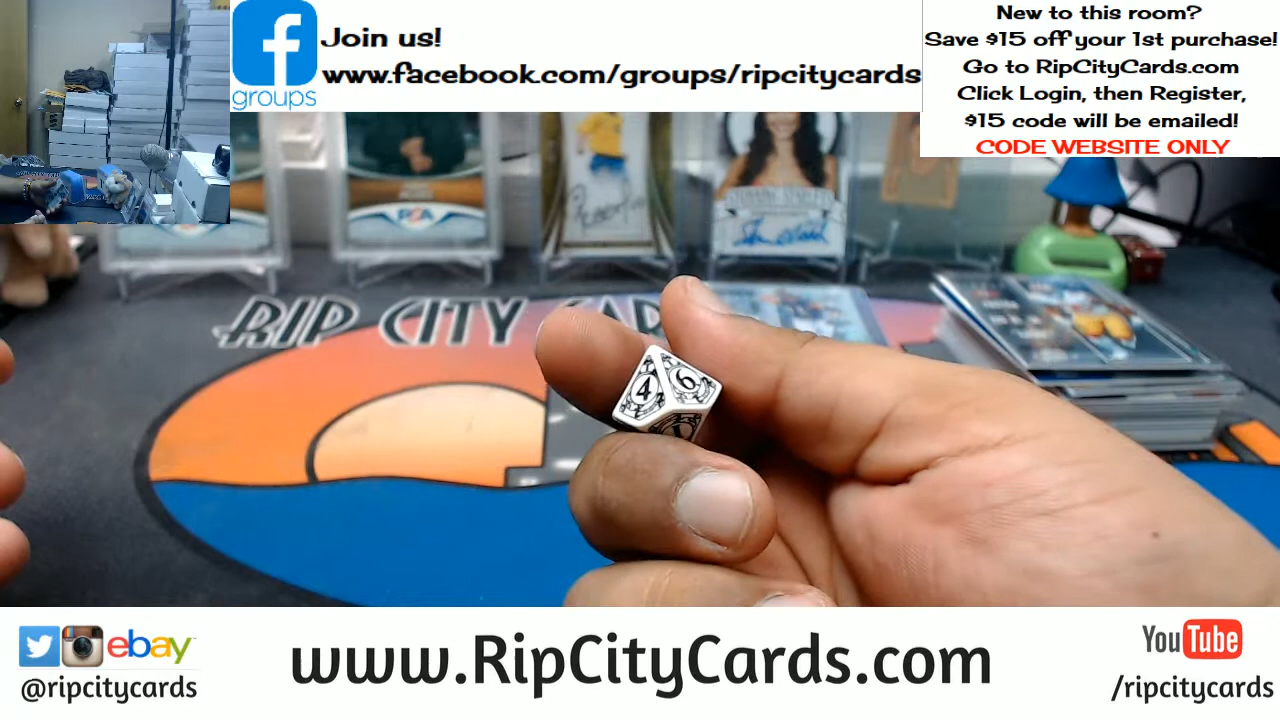 groups
Join us!
www.facebook.com/groups/ripcitycards
New to this room?
Save $15 off your 1st purchase!
Go to RipCityCards.com
Click Login, then Register,
$15 code will be emailed!
CODE WEBSITE ONLY
PSA
RIP CITY CAR
4
6
ebay
@ripcitycards
www.RipCityCards.com
YouTube
/ripcitycards